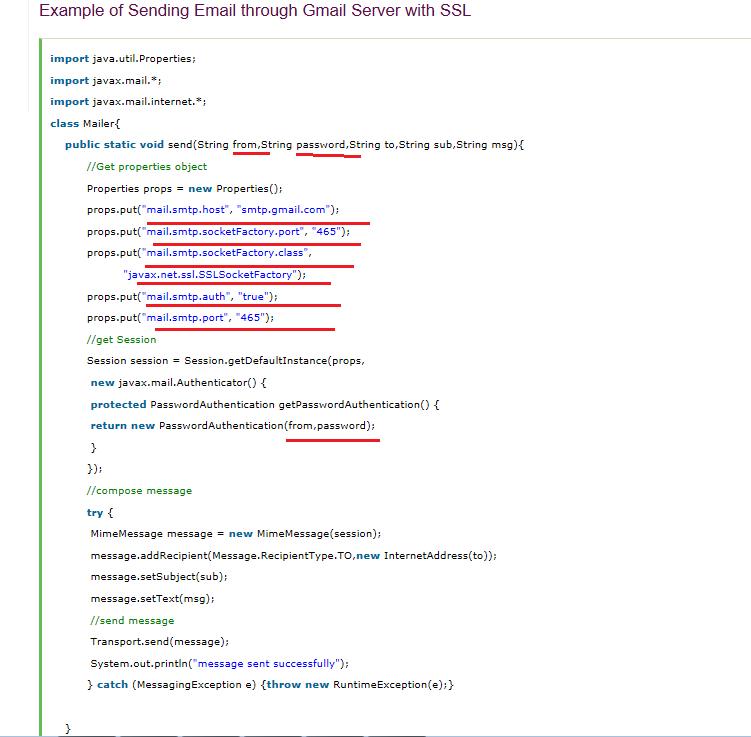 Example of Sending Email through Gmail Server with SSL
import java.util.Properties;
import javax.mail.*;
import javax.mail.internet.*;
class Mailer{
public static void send(String from,String password,String to,String sub,String msg){
//Get properties object
Properties props = new Properties();
props.put("mail.smtp.host", "smtp.gmail.com");
props.put("mail.smtp.socketFactory.port", "465");
props.put("mail.smtp.socketFactory.class",
"javax.net.ssl.SSLSocketFactory");
props.put("mail.smtp.auth", "true");
props.put("mail.smtp.port", "465");
//get Session
Session session = Session.getDefaultInstance(props,
new javax.mail.Authenticator() {
protected PasswordAuthentication getPasswordAuthentication() {
return new PasswordAuthentication(from,password);
}
});
//compose message
try {
MimeMessage message = new MimeMessage(session);
message.addRecipient(Message.RecipientType.TO,new InternetAddress(to));
message.setSubject(sub);
message.setText(msg);
//send message
Transport.send(message);
System.out.println("message sent successfully");
} catch (MessagingException e) {throw new RuntimeException(e);}
}